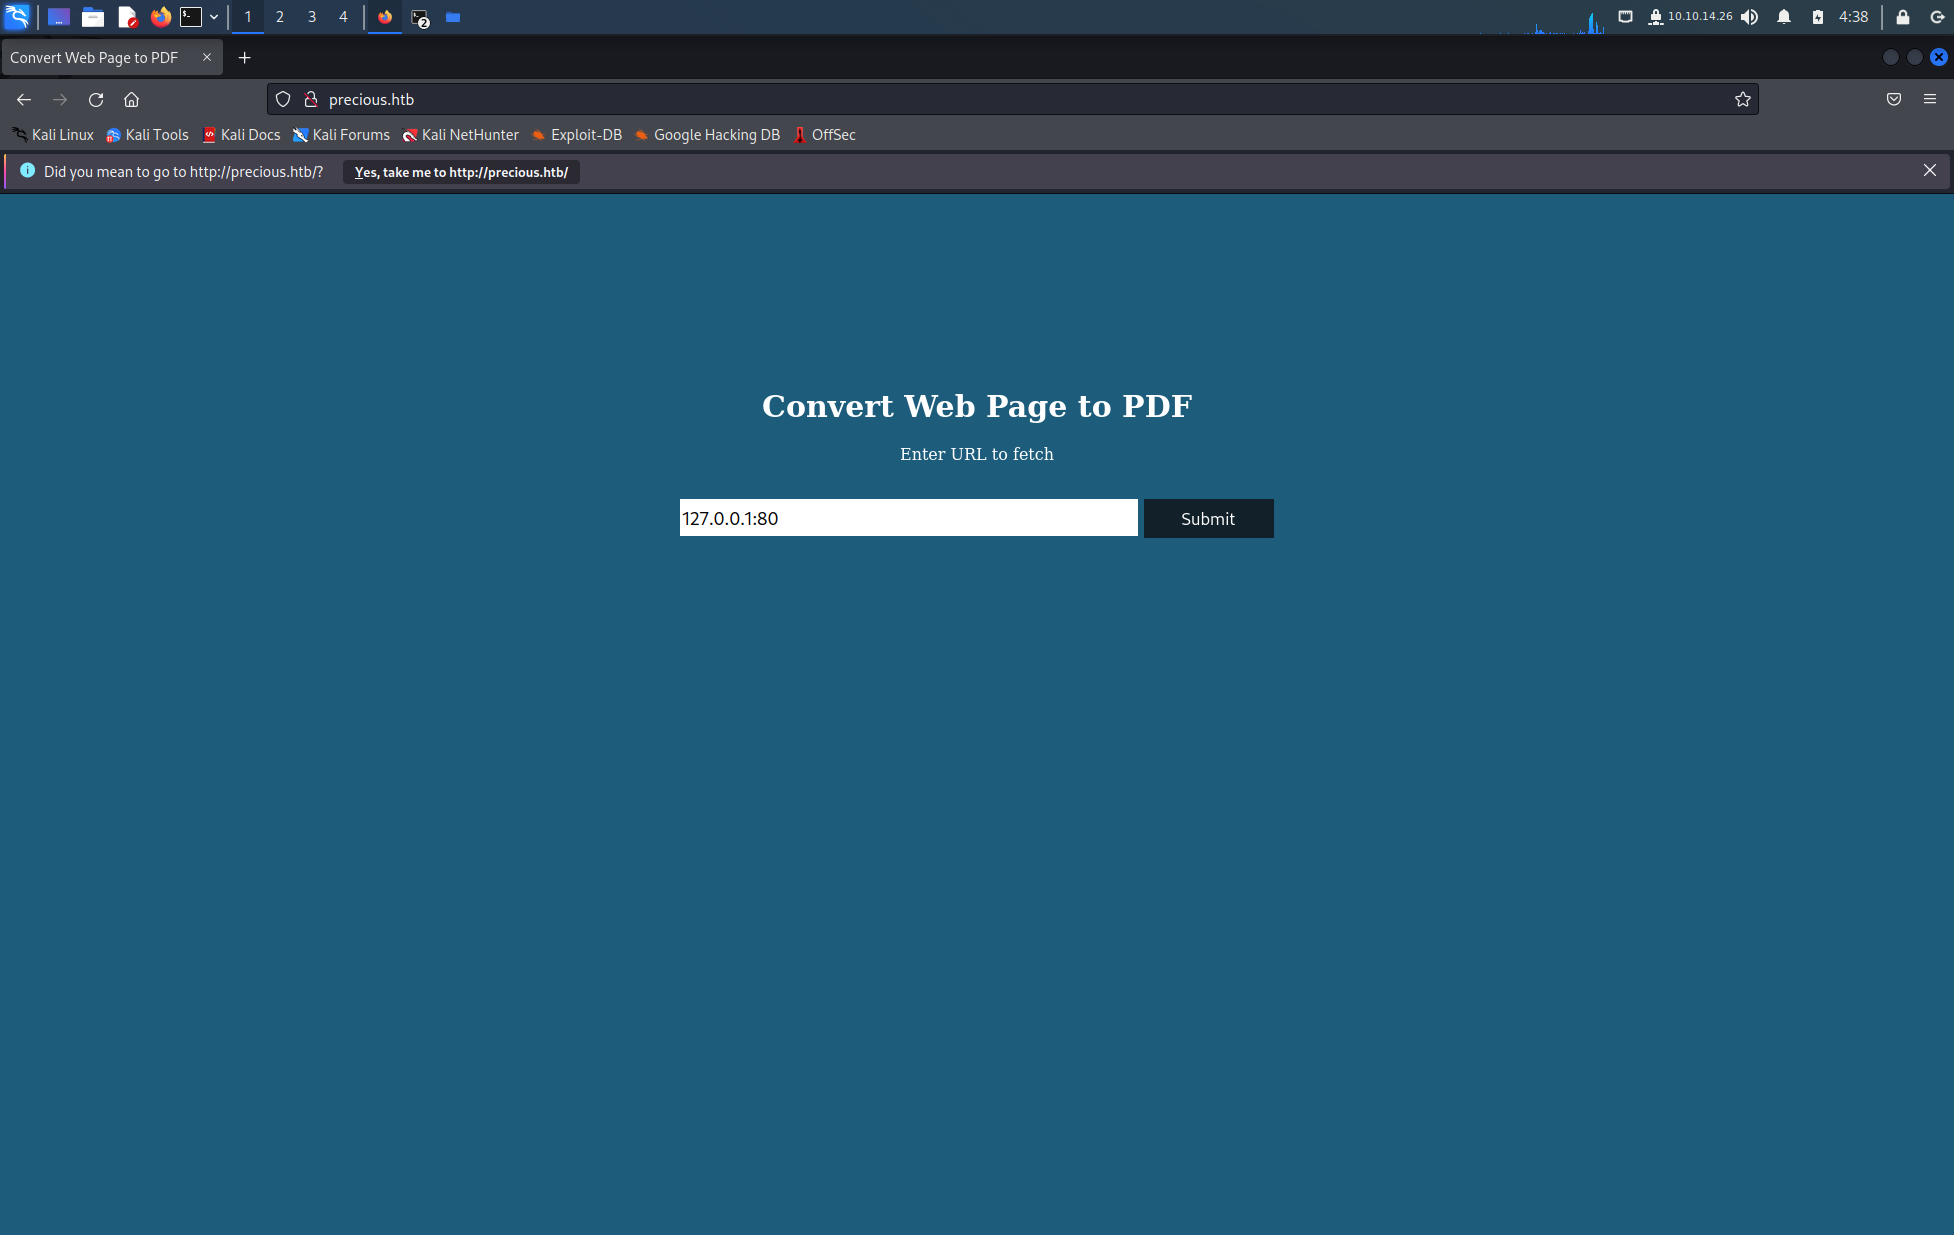 1 2 3 4 2 10.10.14.26 4:38
Convert Web Page to PDF
precious.htb
Kali Linux Kali Tools Kali Docs Kali Forums Kali NetHunter Exploit-DB Google Hacking DB OffSec
Did you mean to go to http://precious.htb/? Yes, take me to http://precious.htb/
Convert Web Page to PDF
Enter URL to fetch
127.0.0.1:80 Submit